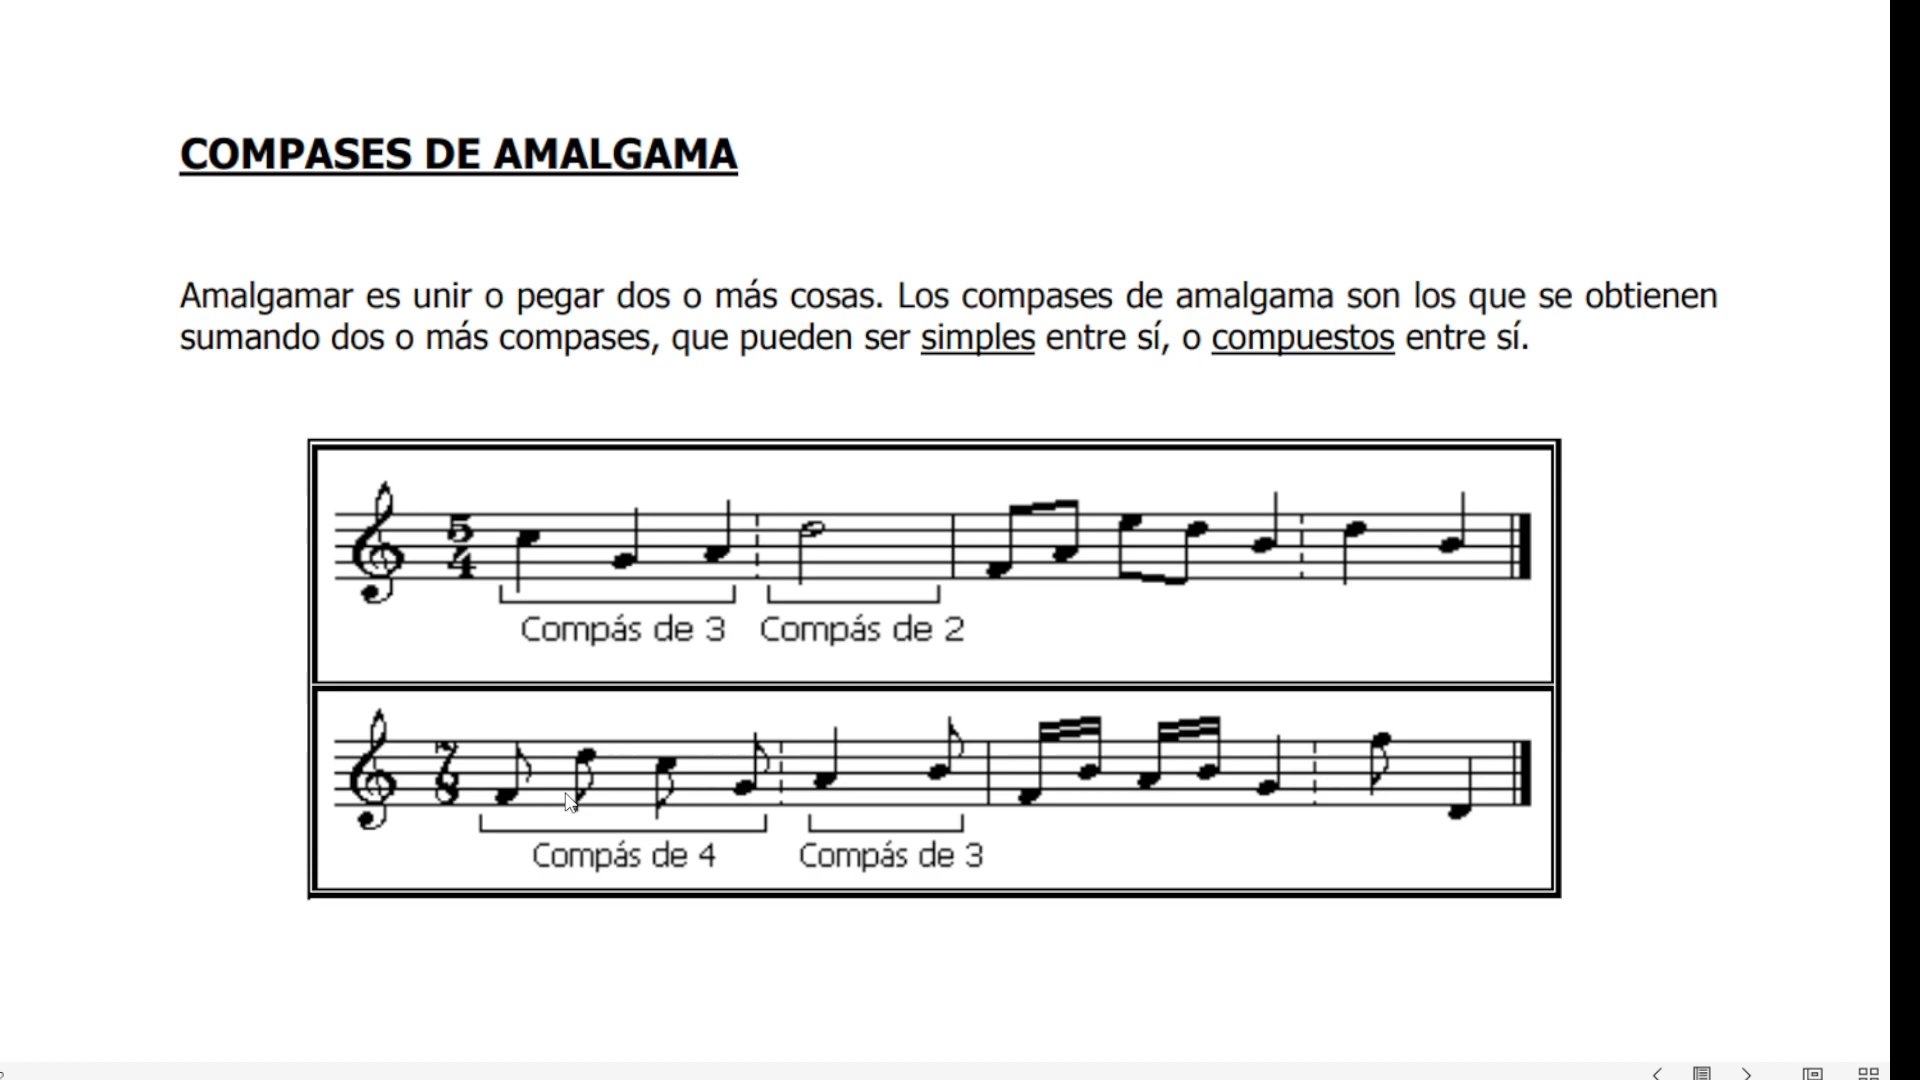 COMPASES DE AMALGAMA
Amalgamar es unir o pegar dos o más cosas. Los compases de amalgama son los que se obtienen
sumando dos o más compases, que pueden ser simples entre sí, o compuestos entre sí.
5
4
Compás de 3 Compás de 2
7
8
Compás de 4 Compás de 3